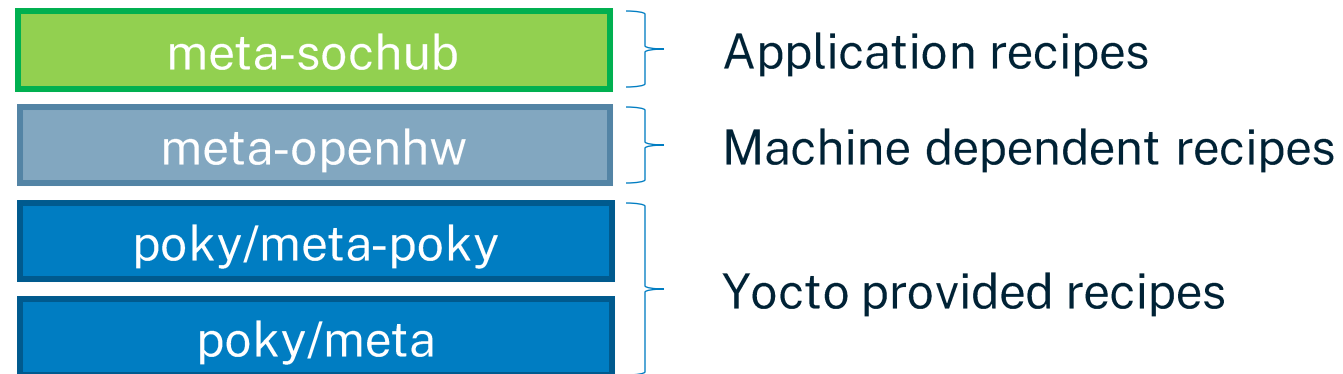 meta-sochub
Application recipes
meta-openhw
Machine dependent recipes
poky/meta-poky
Yocto provided recipes
poky/meta